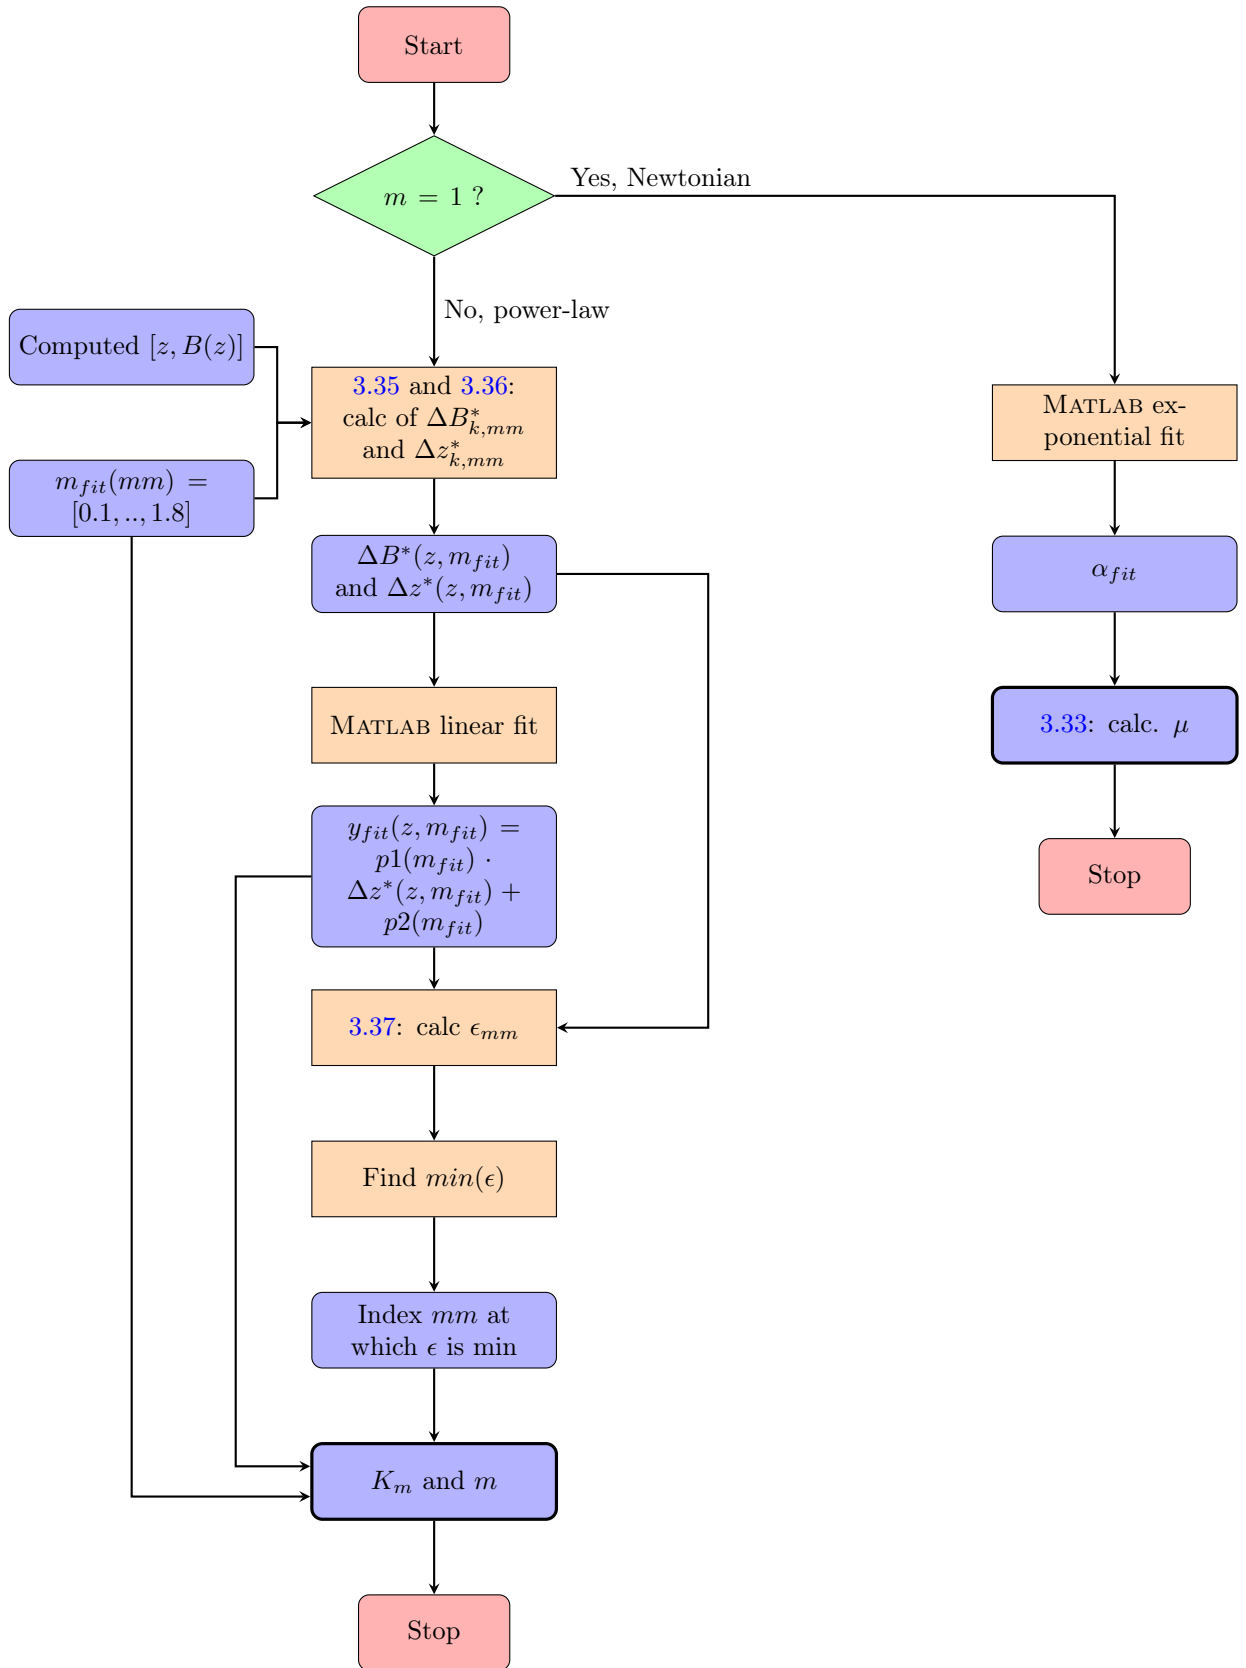 Start
m = 1 ?
Yes, Newtonian
No, power-law
Computed [z, B(z)]
m_{fit}(mm) =
[0.1, .., 1.8]
3.35 and 3.36:
calc of ΔB^*_{k,mm}
and Δz^*_{k,mm}
MATLAB ex-
ponential fit
ΔB^*(z, m_{fit})
and Δz^*(z, m_{fit})
α_{fit}
MATLAB linear fit
3.33: calc. μ
y_{fit}(z, m_{fit}) =
p1(m_{fit}) ·
Δz^*(z, m_{fit}) +
p2(m_{fit})
Stop
3.37: calc ϵ_{mm}
Find min(ϵ)
Index mm at
which ϵ is min
K_m and m
Stop